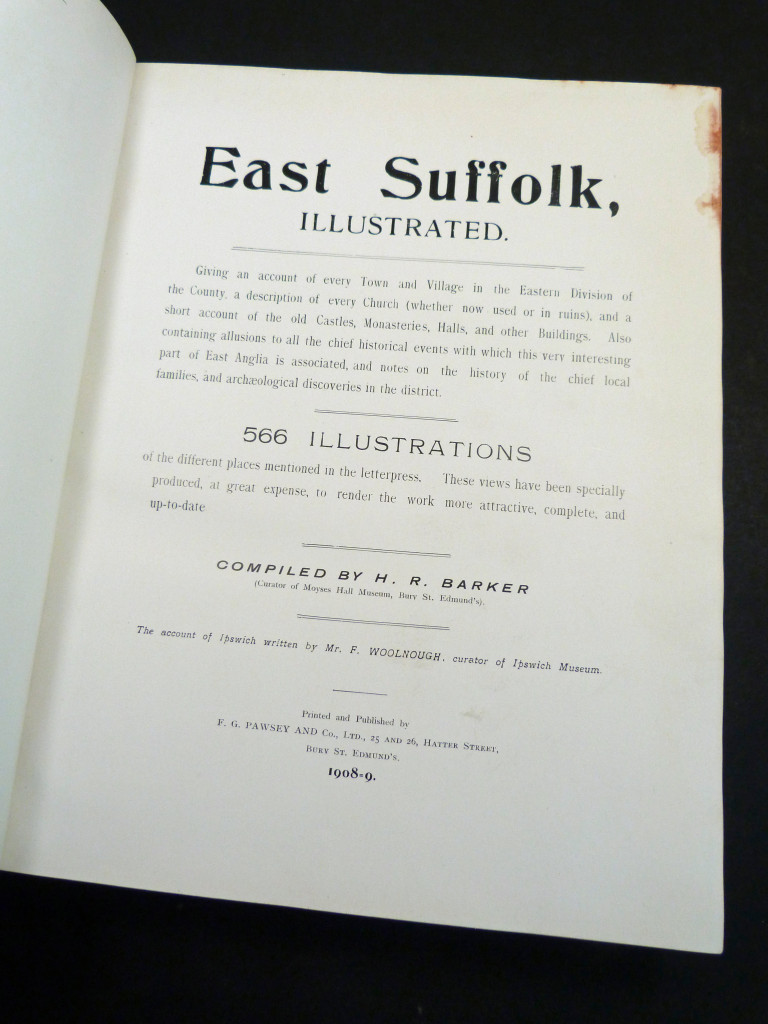 East Suffolk,
ILLUSTRATED.
Giving an account of every Town and Village in the Eastern Division of
the County, a description of every Church (whether now used or in ruins), and a
short account of the old Castles, Monasteries, Halls, and other Buildings. Also
containing allusions to all the chief historical events with which this very interesting
part of East Anglia is associated, and notes on the history of the chief local
families, and archæological discoveries in the district.
566 ILLUSTRATIONS
of the different places mentioned in the letterpress. These views have been specially
produced, at great expense, to render the work more attractive, complete, and
up-to-date
COMPILED BY H. R. BARKER
(Curator of Moyses Hall Museum, Bury St. Edmund's).
The account of Ipswich written by Mr. F. WOOLNOUGH, curator of Ipswich Museum.
Printed and Published by
F. G. PAWSEY AND Co., LTD., 25 AND 26, HATTER STREET,
BURY ST. EDMUND'S.
1908=9.